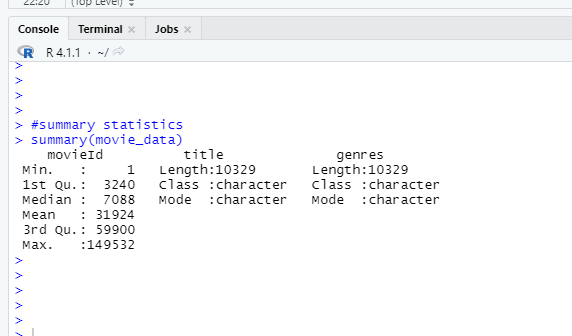 22:20 (Top Level)
Console Terminal Jobs
R R 4.1.1 · ~/
>
>
>
>
> #summary statistics
> summary(movie_data)
    movieId          title              genres
 Min.   :     1   Length:10329       Length:10329
 1st Qu.:  3240   Class :character   Class :character
 Median :  7088   Mode  :character   Mode  :character
 Mean   : 31924
 3rd Qu.: 59900
 Max.   :149532
>
>
>
>
>
>